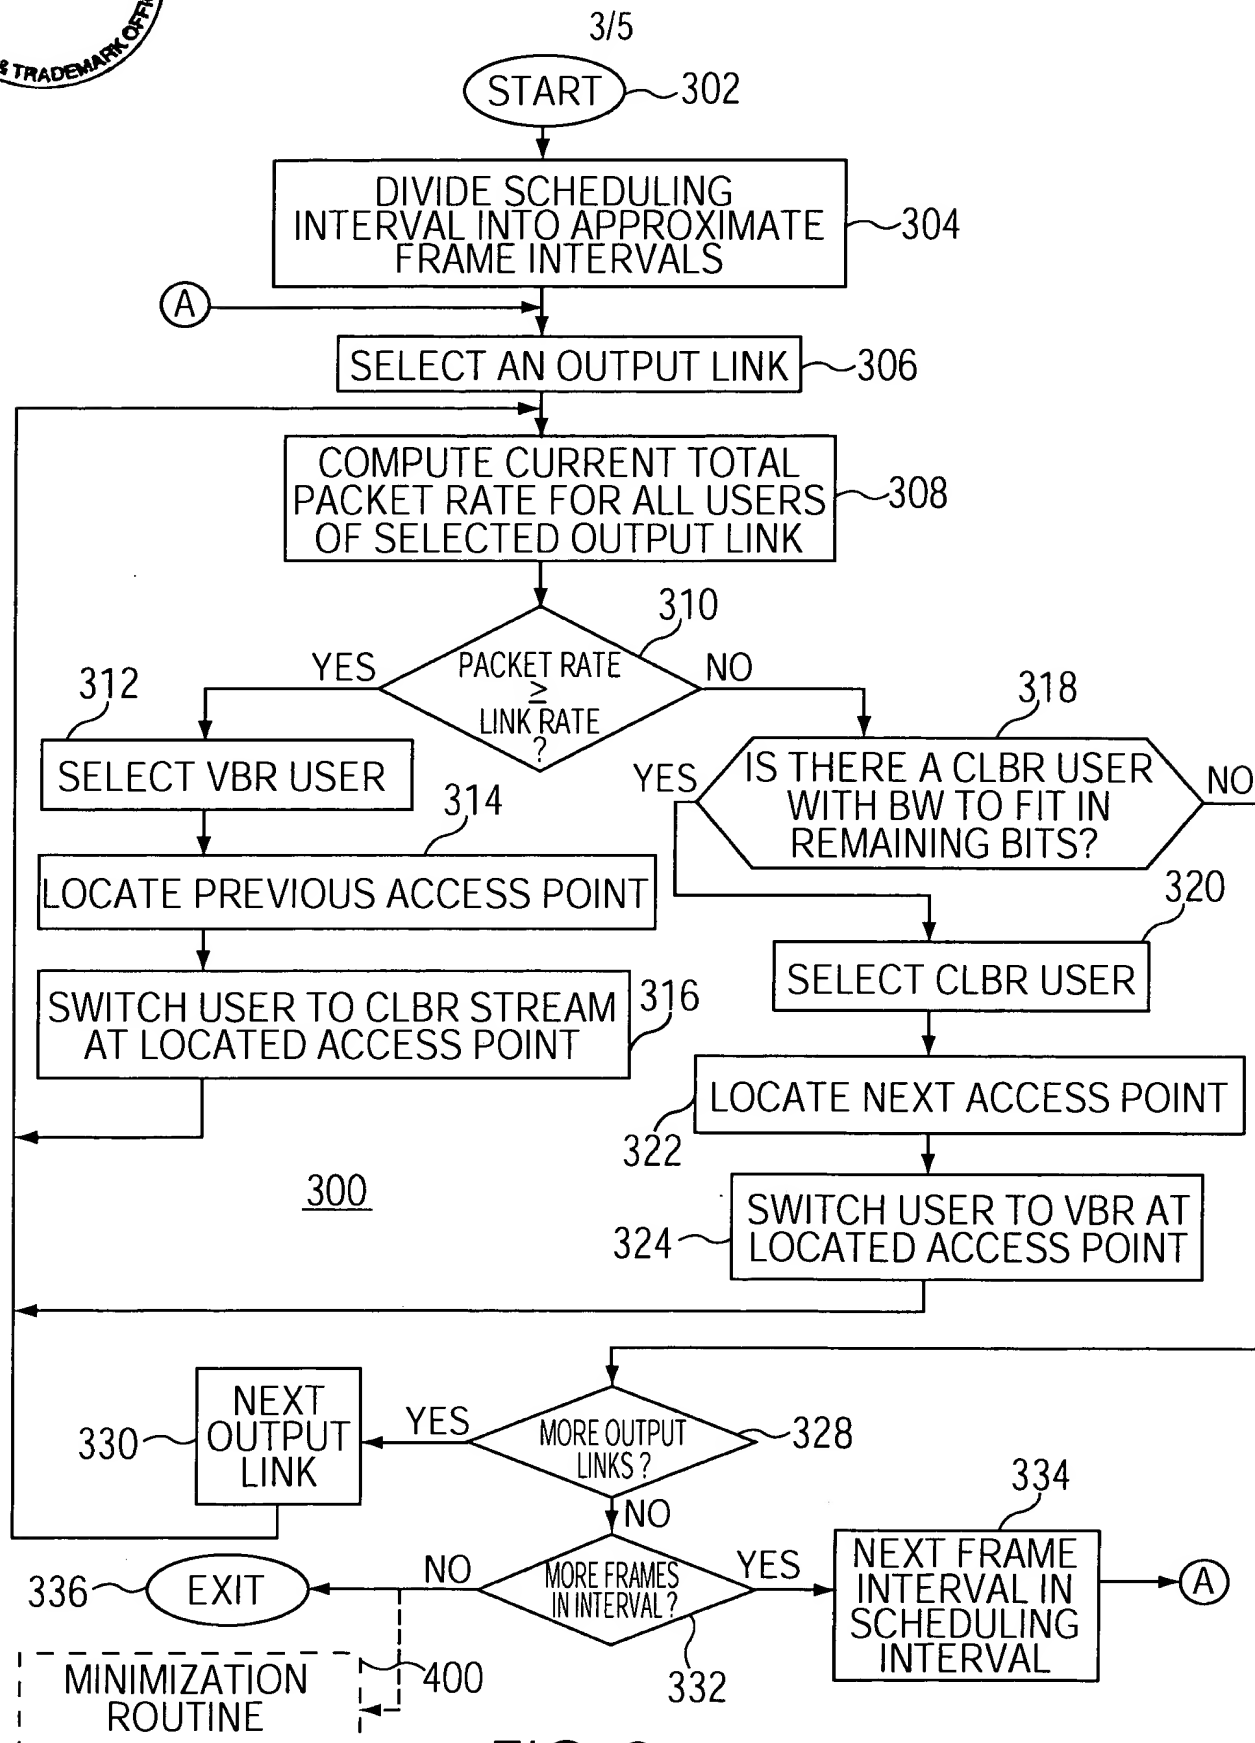 & TRADEMARK OFFI
3/5
START
302
DIVIDE SCHEDULING
INTERVAL INTO APPROXIMATE
FRAME INTERVALS
304
A
SELECT AN OUTPUT LINK
306
COMPUTE CURRENT TOTAL
PACKET RATE FOR ALL USERS
OF SELECTED OUTPUT LINK
308
310
PACKET RATE
≥
LINK RATE
?
YES
NO
312
SELECT VBR USER
314
LOCATE PREVIOUS ACCESS POINT
SWITCH USER TO CLBR STREAM
AT LOCATED ACCESS POINT
316
318
IS THERE A CLBR USER
WITH BW TO FIT IN
REMAINING BITS?
YES
NO
320
SELECT CLBR USER
LOCATE NEXT ACCESS POINT
322
SWITCH USER TO VBR AT
LOCATED ACCESS POINT
324
300
MORE OUTPUT
LINKS?
328
YES
NEXT
OUTPUT
LINK
330
NO
MORE FRAMES
IN INTERVAL?
332
YES
334
NEXT FRAME
INTERVAL IN
SCHEDULING
INTERVAL
A
NO
EXIT
336
MINIMIZATION
ROUTINE
400